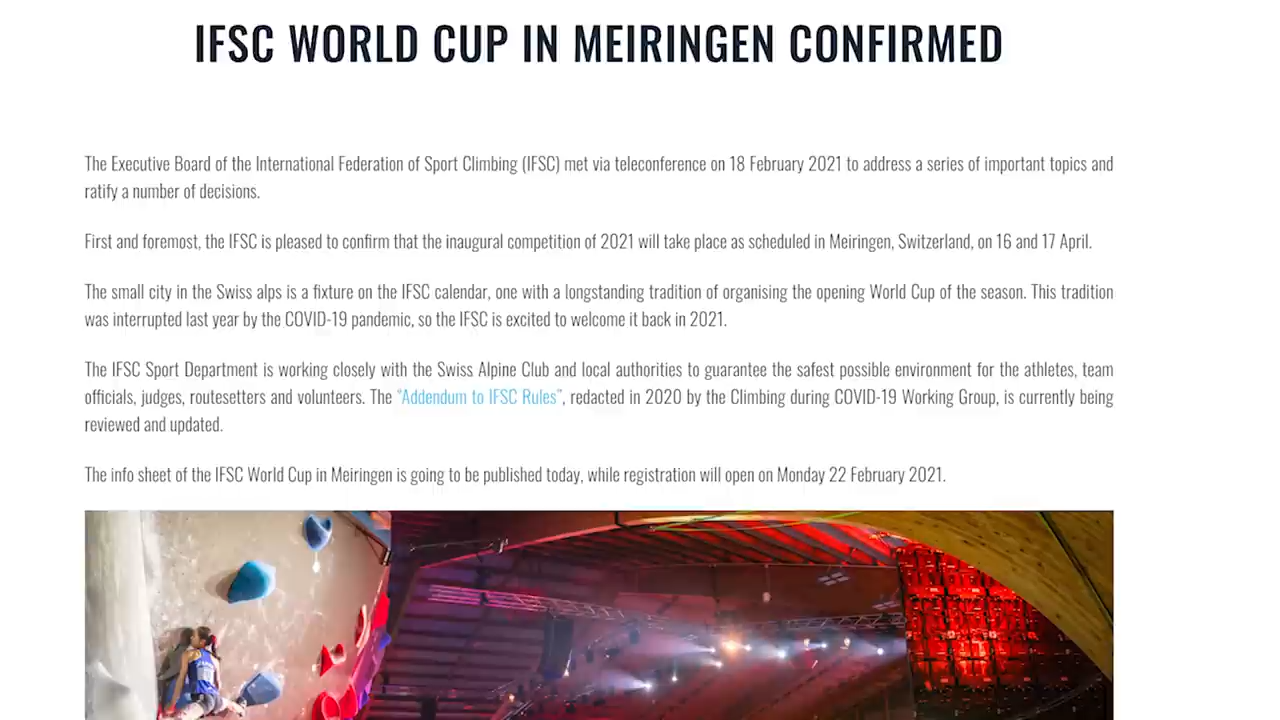 IFSC WORLD CUP IN MEIRINGEN CONFIRMED
The Executive Board of the International Federation of Sport Climbing (IFSC) met via teleconference on 18 February 2021 to address a series of important topics and
ratify a number of decisions.
First and foremost, the IFSC is pleased to confirm that the inaugural competition of 2021 will take place as scheduled in Meiringen, Switzerland, on 16 and 17 April.
The small city in the Swiss alps is a fixture on the IFSC calendar, one with a longstanding tradition of organising the opening World Cup of the season. This tradition
was interrupted last year by the COVID-19 pandemic, so the IFSC is excited to welcome it back in 2021.
The IFSC Sport Department is working closely with the Swiss Alpine Club and local authorities to guarantee the safest possible environment for the athletes, team
officials, judges, routesetters and volunteers. The “Addendum to IFSC Rules”, redacted in 2020 by the Climbing during COVID-19 Working Group, is currently being
reviewed and updated.
The info sheet of the IFSC World Cup in Meiringen is going to be published today, while registration will open on Monday 22 February 2021.